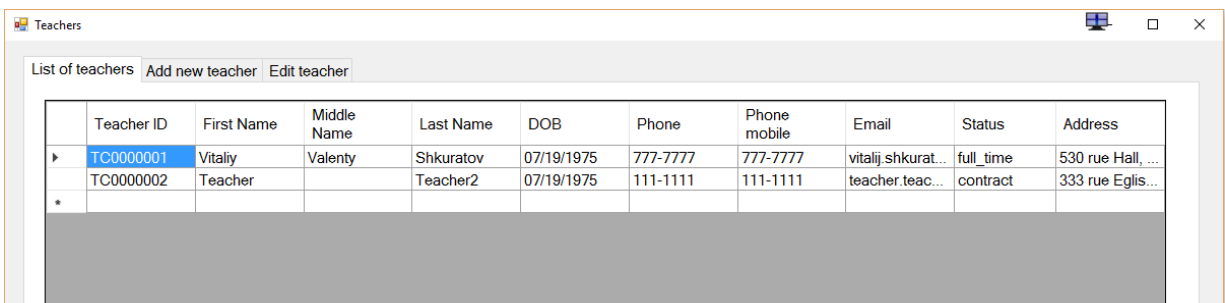 Teachers
List of teachers Add new teacher Edit teacher
Teacher ID First Name Middle Name Last Name DOB Phone Phone mobile Email Status Address
TC0000001 Vitaliy Valenty Shkuratov 07/19/1975 777-7777 777-7777 vitalij.shkurat... full_time 530 rue Hall, ...
TC0000002 Teacher Teacher2 07/19/1975 111-1111 111-1111 teacher.teac... contract 333 rue Eglis...